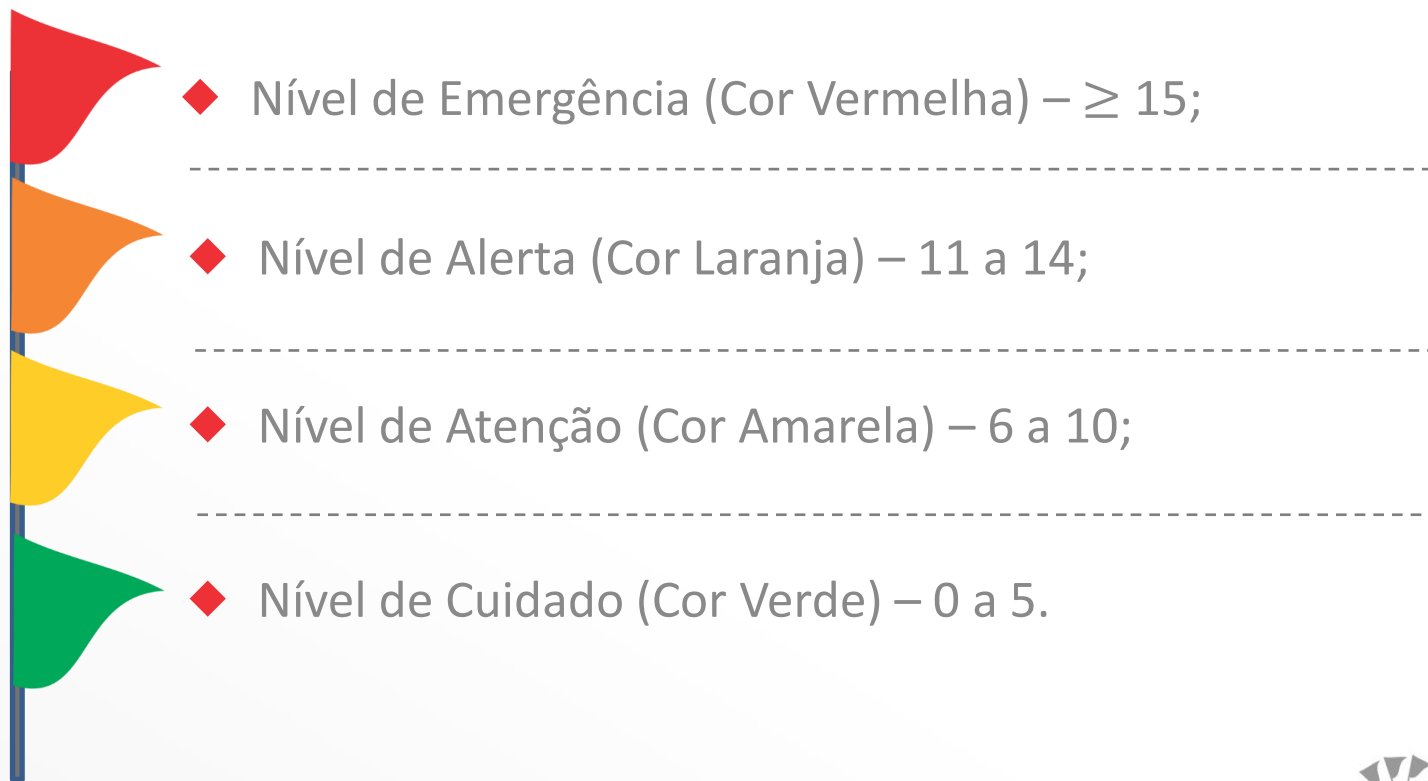 Nível de Emergência (Cor Vermelha) – ≥ 15;
Nível de Alerta (Cor Laranja) – 11 a 14;
Nível de Atenção (Cor Amarela) – 6 a 10;
Nível de Cuidado (Cor Verde) – 0 a 5.